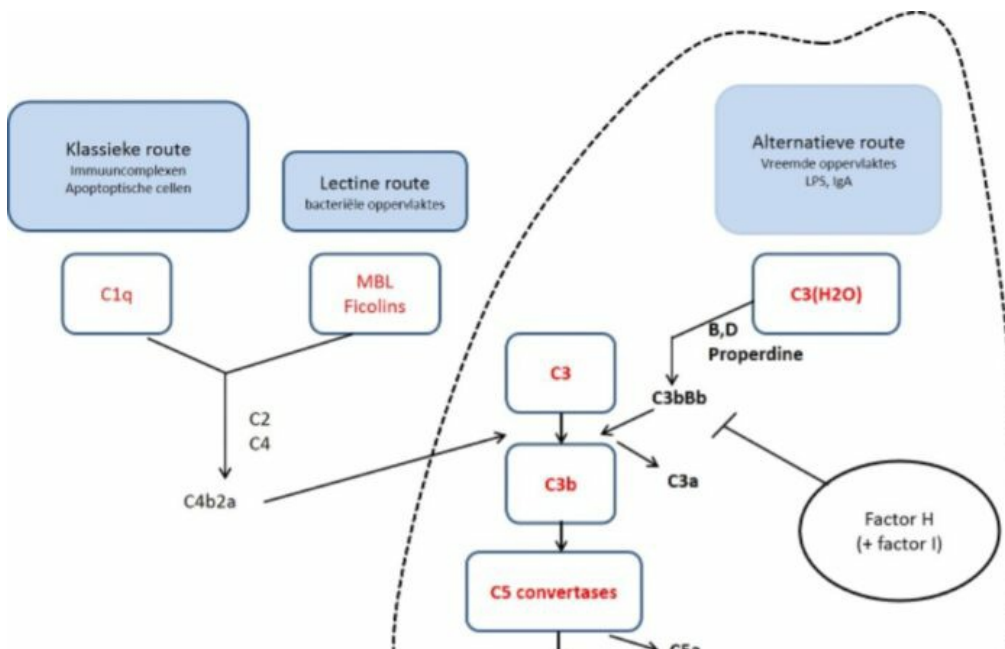 Klassieke route
Immuuncomplexen
Apoptoptische cellen
Lectine route
bacteriële oppervlaktes
Alternatieve route
Vreemde oppervlaktes
LPS, IgA
C1q
MBL
Ficolins
C3(H2O)
B,D
Properdine
C3
C3bBb
C2
C4
C4b2a
C3b
C3a
Factor H
(+ factor I)
C5 convertases